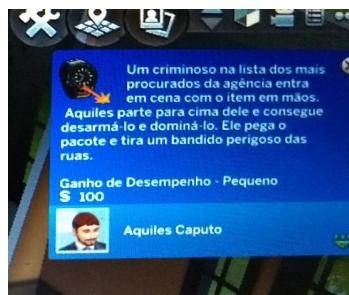 Um criminoso na lista dos mais
procurados da agência entra
em cena com o item em mãos.
Aquiles parte para cima dele e consegue
desarmá-lo e dominá-lo. Ele pega o
pacote e tira um bandido perigoso das
ruas.
Ganho de Desempenho - Pequeno
$ 100
Aquiles Caputo